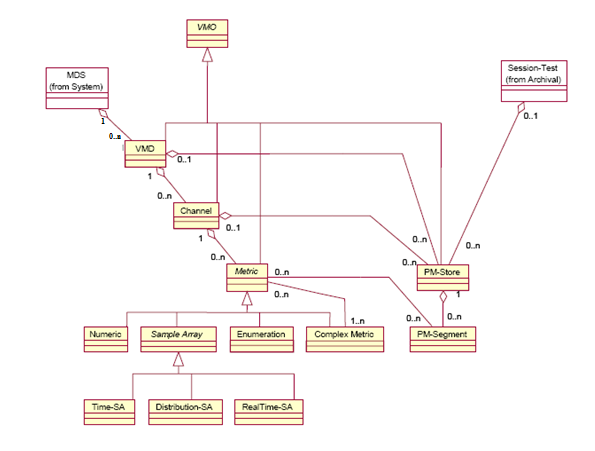 VMO
MDS
(from System)
Session-Test
(from Archival)
1
0..1
0..n
VMD
0..1
1
0..n
Channel
0..1
1
0..n
0..n
0..n
0..n
Metric
0..n
PM-Store
0..n
1
1..n
0..n
0..n
Numeric
Sample Array
Enumeration
Complex Metric
PM-Segment
Time-SA
Distribution-SA
RealTime-SA